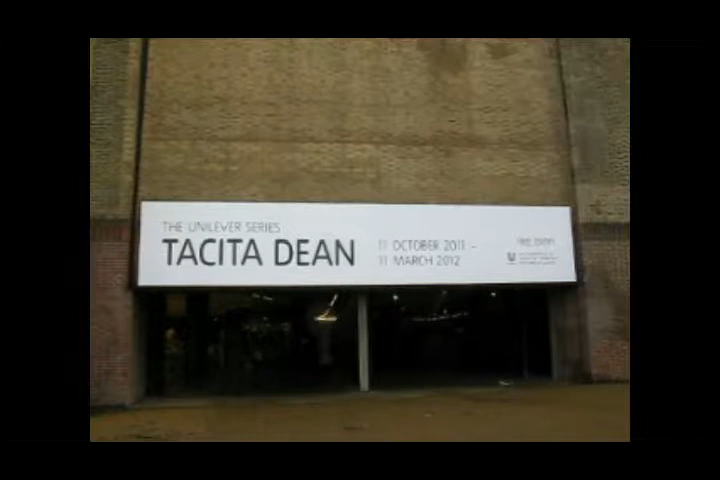 THE UNILEVER SERIES
TACITA DEAN
11 OCTOBER 2011 –
11 MARCH 2012